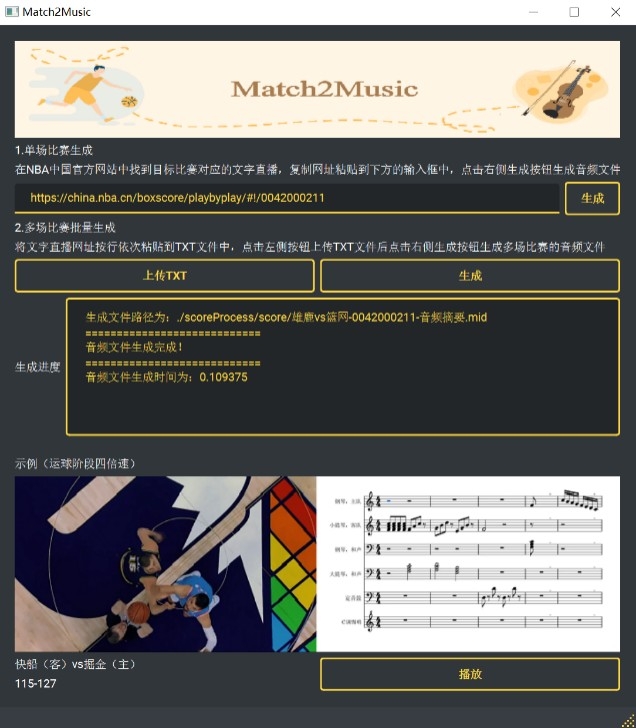 Match2Music
Match2Music
1.单场比赛生成
在NBA中国官方网站中找到目标比赛对应的文字直播，复制网址粘贴到下方的输入框中，点击右侧生成按钮生成音频文件
https://china.nba.cn/boxscore/playbyplay/#!/0042000211
生成
2.多场比赛批量生成
将文字直播网址按行依次粘贴到TXT文件中，点击左侧按钮上传TXT文件后点击右侧生成按钮生成多场比赛的音频文件
上传TXT
生成
生成进度
生成文件路径为：./scoreProcess/score/雄鹿vs篮网-0042000211-音频摘要.mid
============================
音频文件生成完成！
============================
音频文件生成时间为：0.109375
示例（运球阶段四倍速）
钢琴：主队
小提琴：客队
钢琴：和声
大提琴：和声
定音鼓
快船（客）vs掘金（主）
115-127
播放